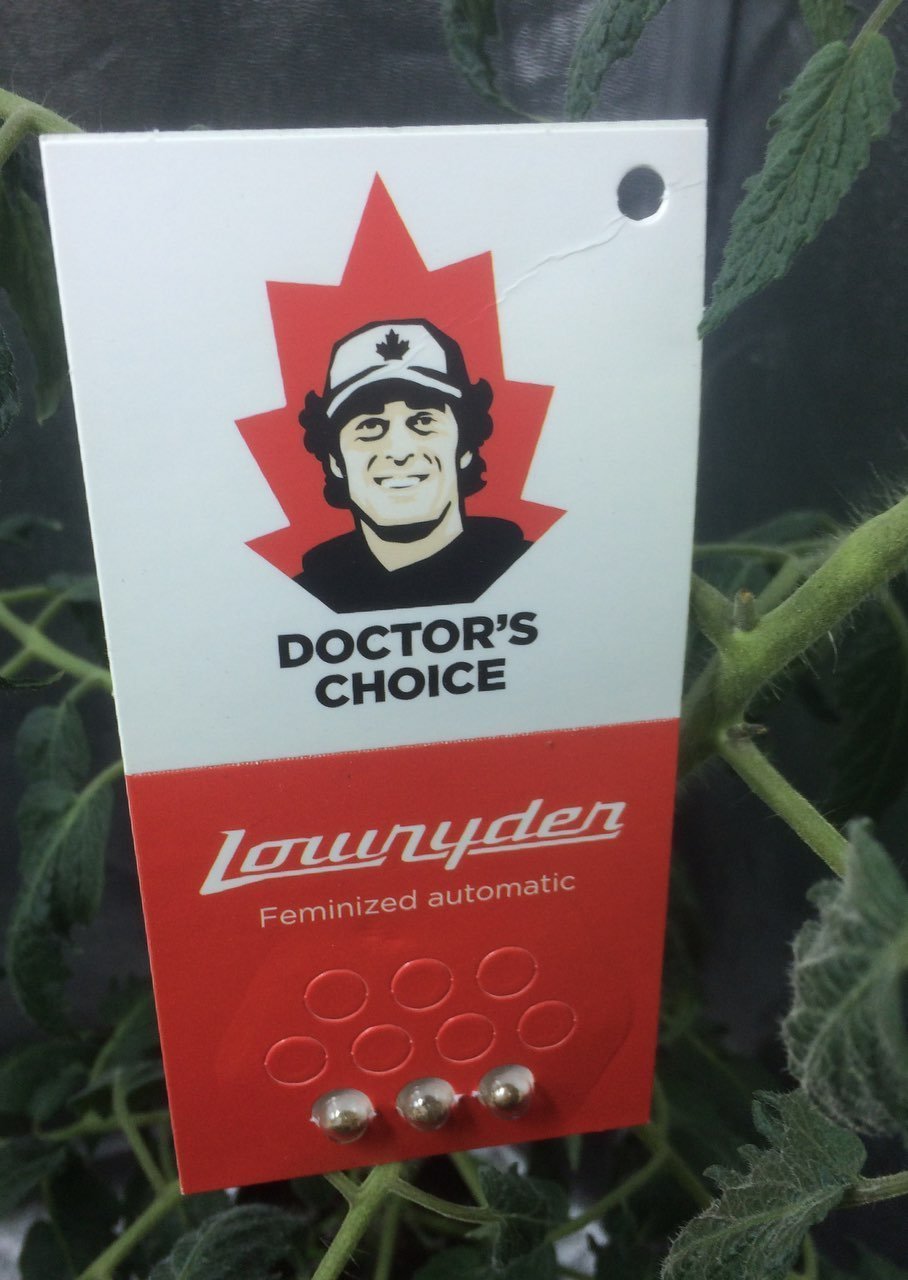 DOCTOR'S
CHOICE
Lowryder
Feminized automatic